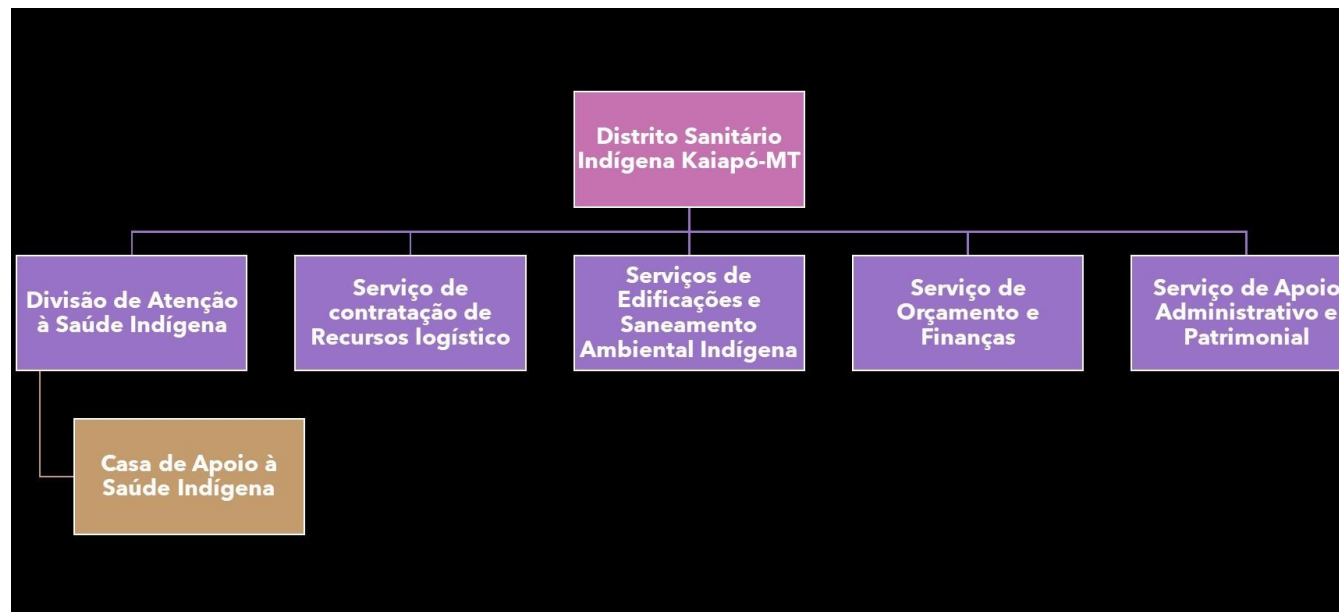 Distrito Sanitário
Indígena Kaiapó-MT
Divisão de Atenção
à Saúde Indígena
Serviço de
contratação de
Recursos logístico
Serviços de
Edificações e
Saneamento
Ambiental Indígena
Serviço de
Orçamento e
Finanças
Serviço de Apoio
Administrativo e
Patrimonial
Casa de Apoio à
Saúde Indígena